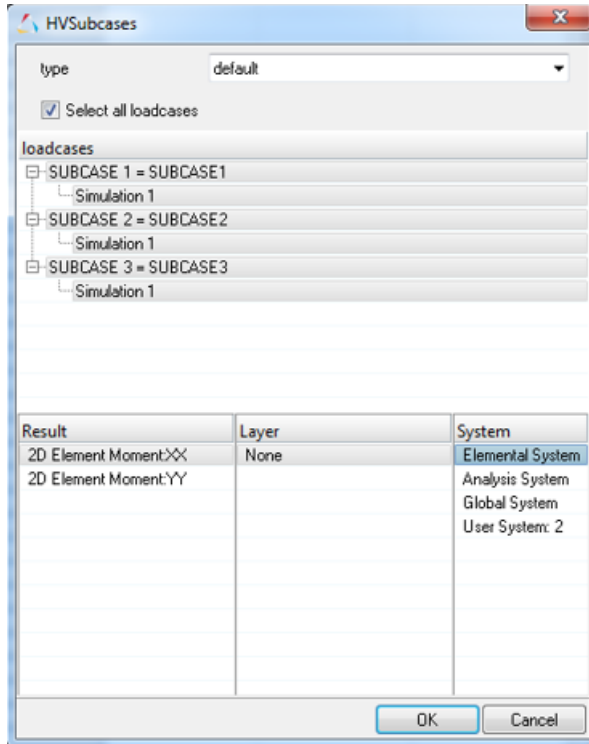 HVSubcases
type default
Select all loadcases
loadcases
SUBCASE 1 = SUBCASE1
Simulation 1
SUBCASE 2 = SUBCASE2
Simulation 1
SUBCASE 3 = SUBCASE3
Simulation 1
Result Layer System
2D Element Moment:XX None Elemental System
2D Element Moment:YY Analysis System
Global System
User System: 2
OK Cancel